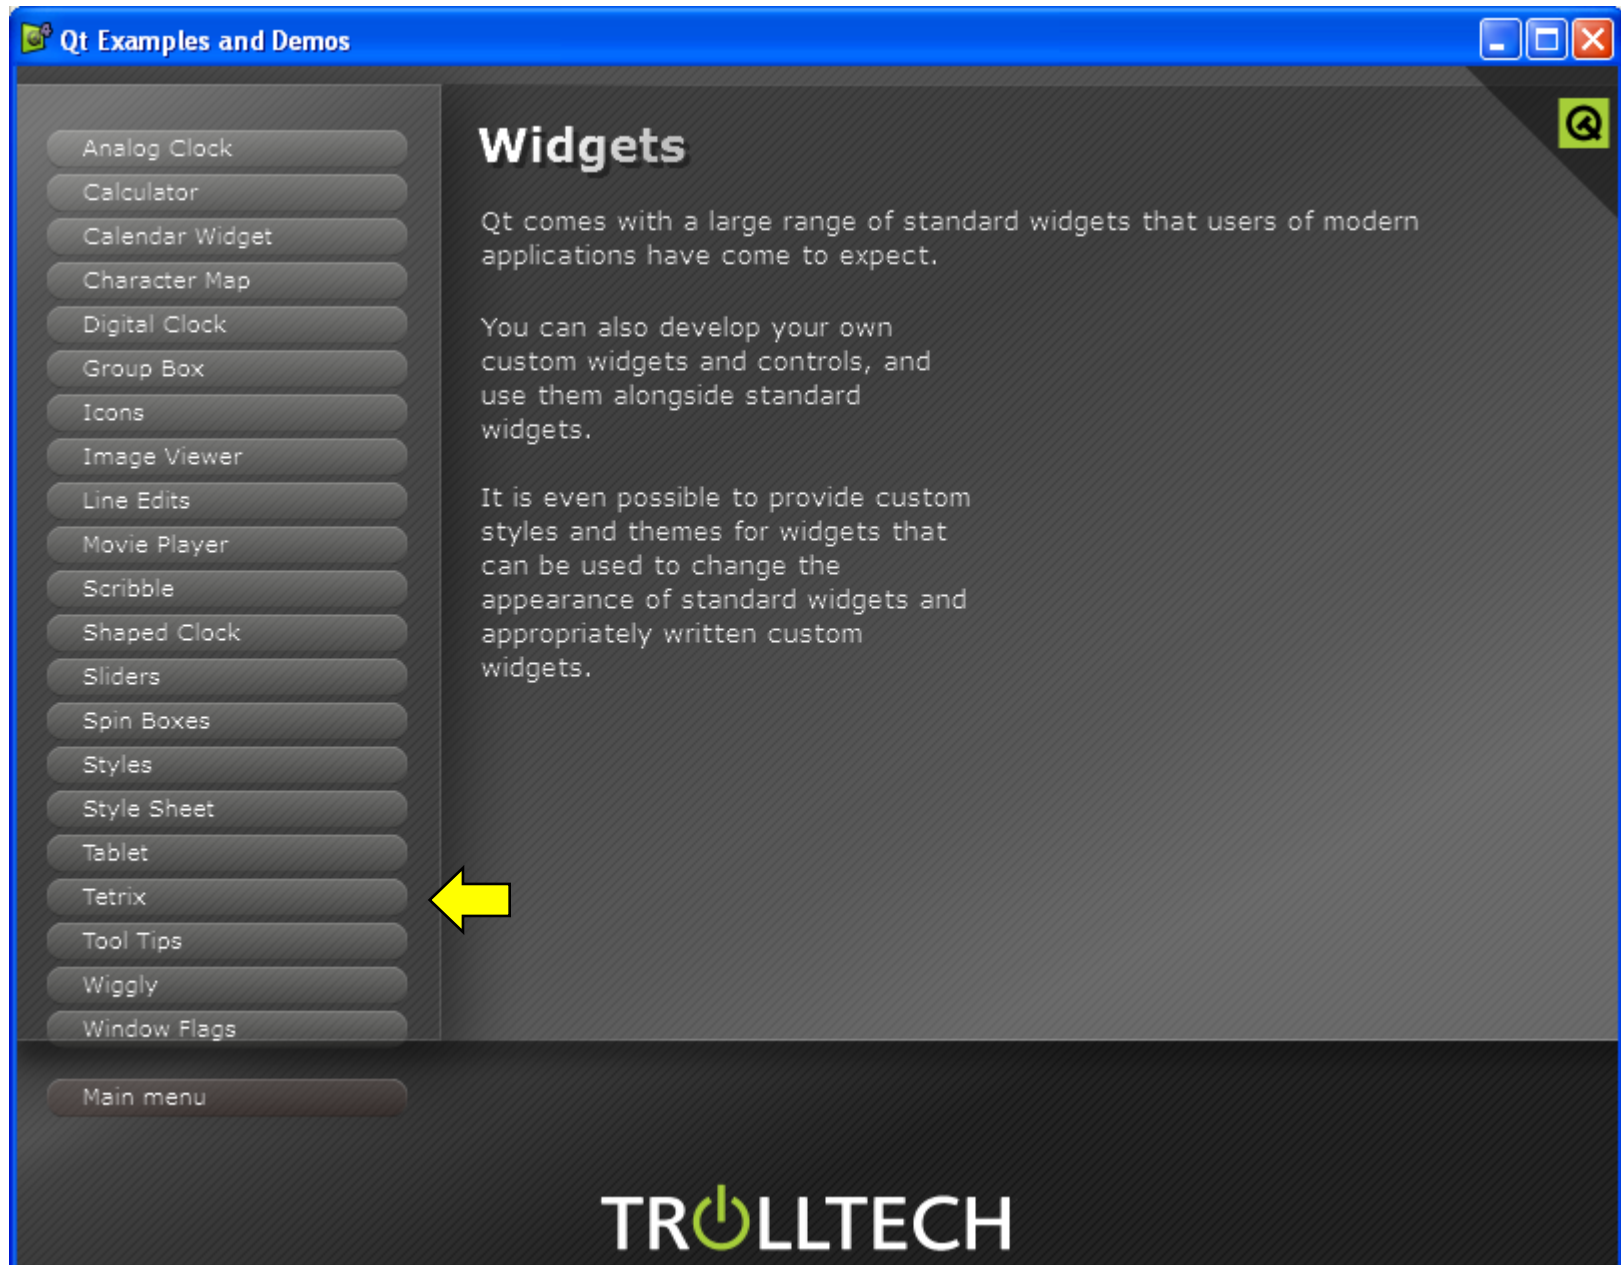 Qt Examples and Demos
Analog Clock
Calculator
Calendar Widget
Character Map
Digital Clock
Group Box
Icons
Image Viewer
Line Edits
Movie Player
Scribble
Shaped Clock
Sliders
Spin Boxes
Styles
Style Sheet
Tablet
Tetrix
Tool Tips
Wiggly
Window Flags
Main menu
Widgets
Qt comes with a large range of standard widgets that users of modern
applications have come to expect.
You can also develop your own
custom widgets and controls, and
use them alongside standard
widgets.
It is even possible to provide custom
styles and themes for widgets that
can be used to change the
appearance of standard widgets and
appropriately written custom
widgets.
TROLLTECH